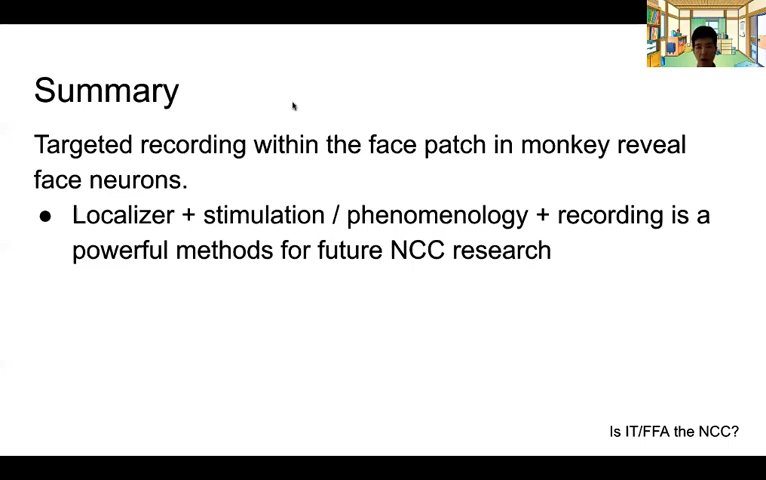 Summary
Targeted recording within the face patch in monkey reveal
face neurons.
● Localizer + stimulation / phenomenology + recording is a
powerful methods for future NCC research
Is IT/FFA the NCC?